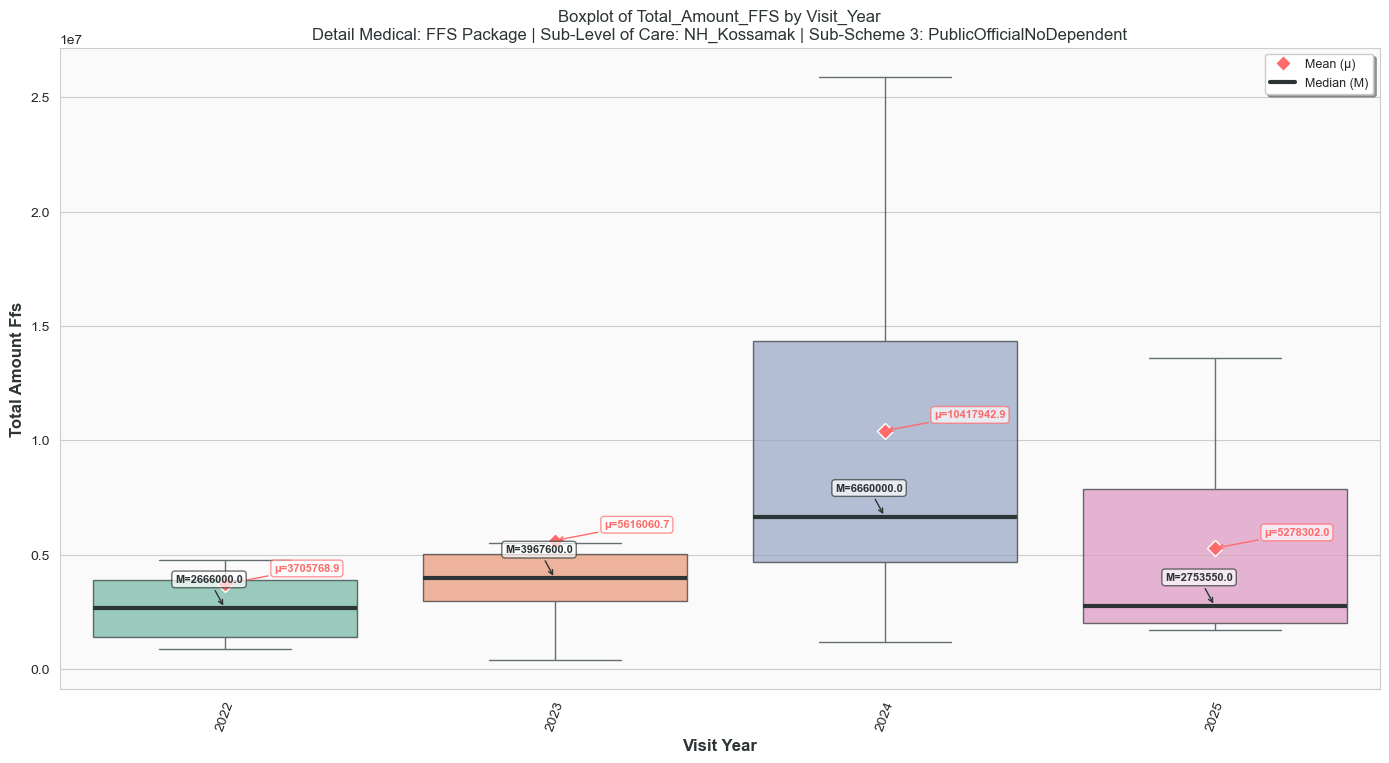 Boxplot of Total_Amount_FFS by Visit_Year
Detail Medical: FFS Package | Sub-Level of Care: NH_Kossamak | Sub-Scheme 3: PublicOfficialNoDependent
1e7
Mean (μ)
Median (M)
2.5
2.0
1.5
1.0
0.5
0.0
Total Amount Ffs
M=2666000.0
μ=3705768.9
M=3967600.0
μ=5616060.7
M=6660000.0
μ=10417942.9
M=2753550.0
μ=5278302.0
2022
2023
2024
2025
Visit Year